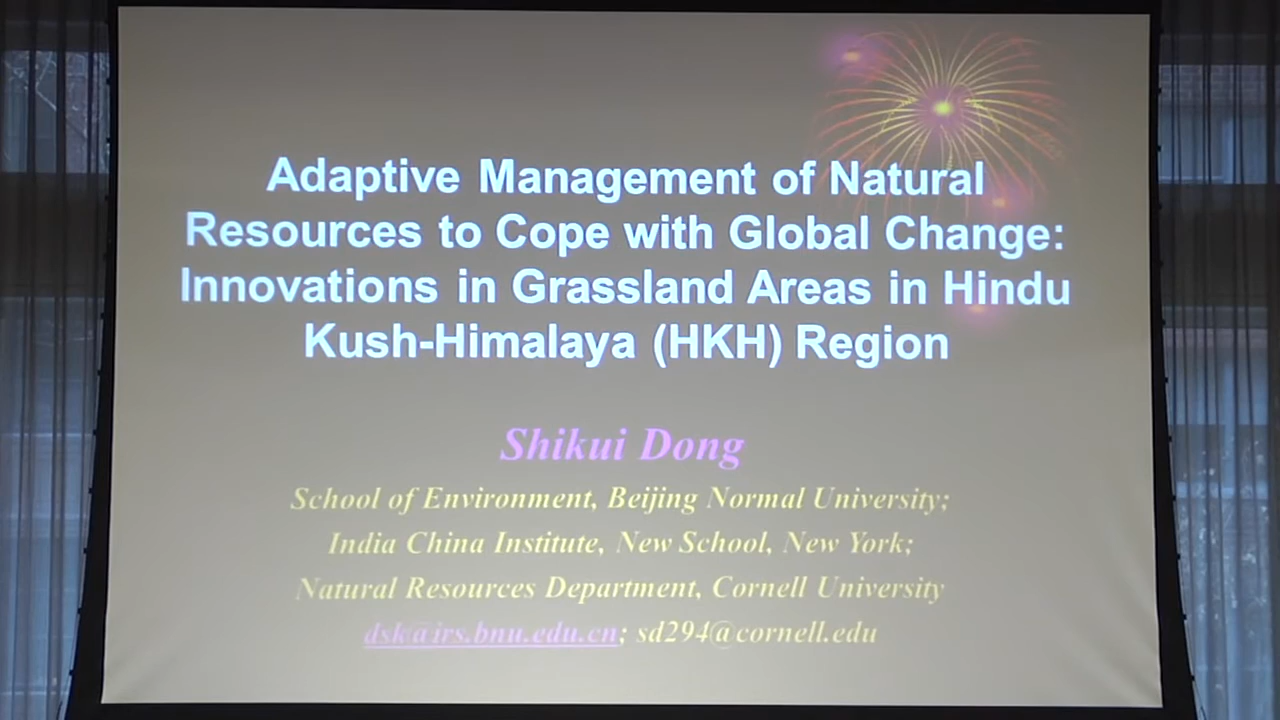 Adaptive Management of Natural
Resources to Cope with Global Change:
Innovations in Grassland Areas in Hindu
Kush-Himalaya (HKH) Region
Shikui Dong
School of Environment, Beijing Normal University;
India China Institute, New School, New York;
Natural Resources Department, Cornell University
dsk@irs.bnu.edu.cn; sd294@cornell.edu